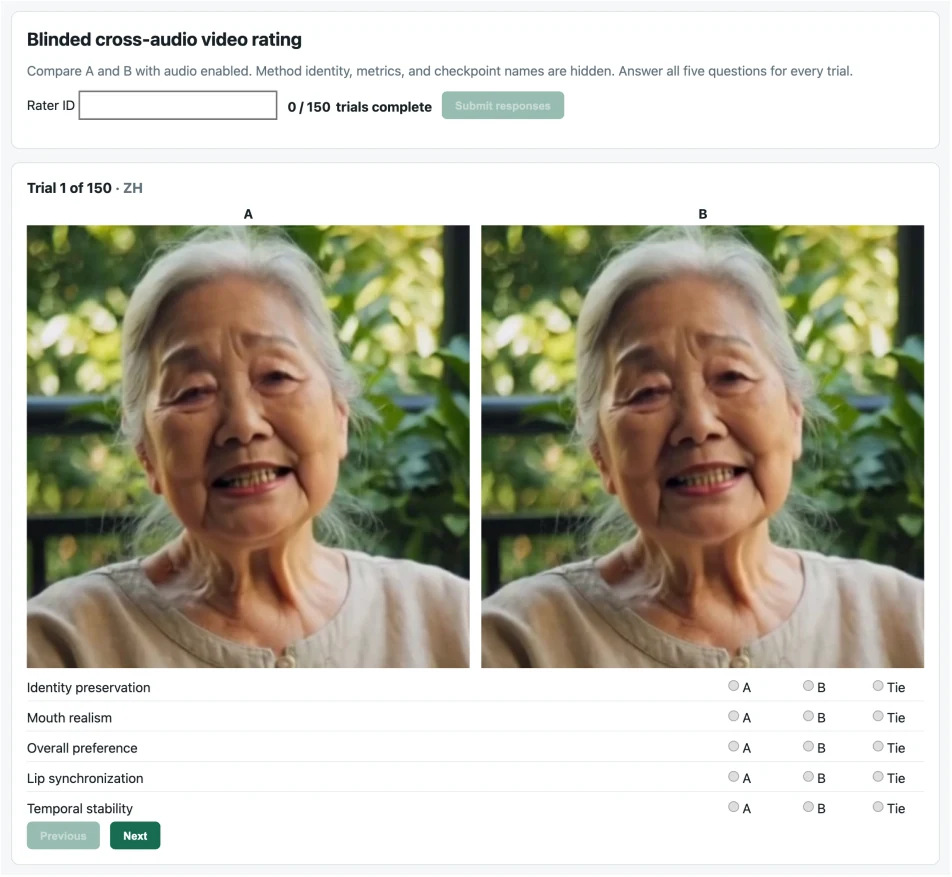 Blinded cross-audio video rating
Compare A and B with audio enabled. Method identity, metrics, and checkpoint names are hidden. Answer all five questions for every trial.
Rater ID 0 / 150 trials complete Submit responses
Trial 1 of 150 · ZH
A B
Identity preservation A B Tie
Mouth realism A B Tie
Overall preference A B Tie
Lip synchronization A B Tie
Temporal stability A B Tie
Previous Next